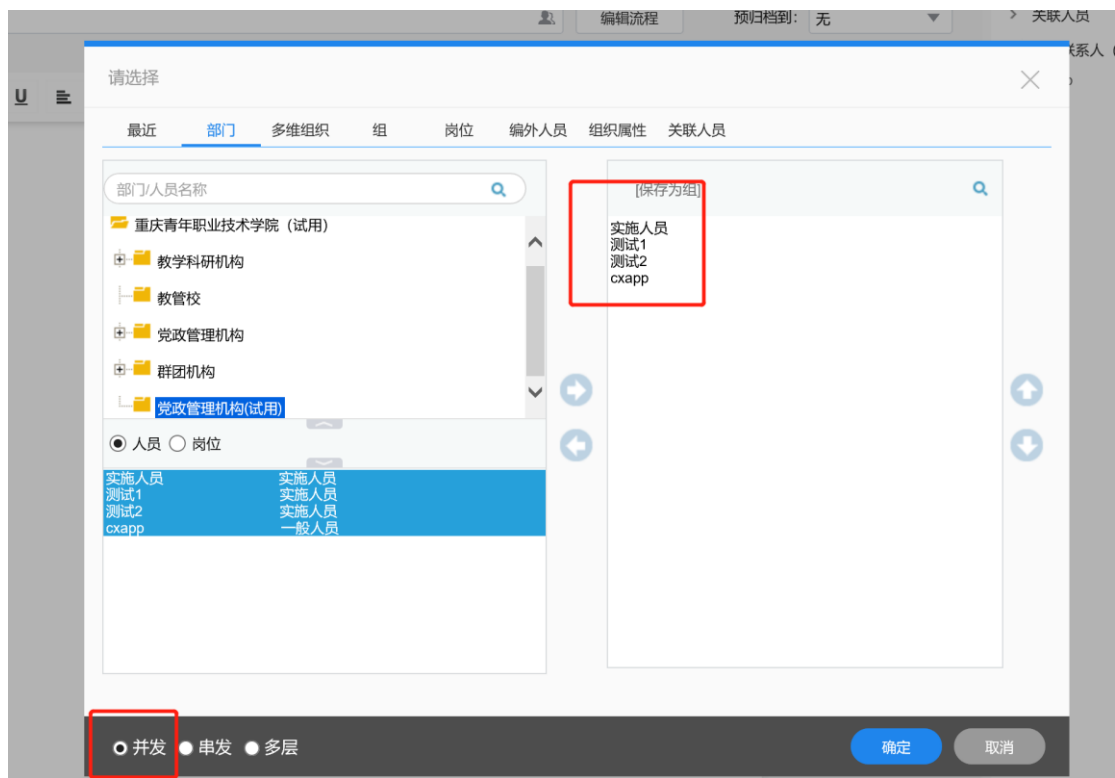 编辑流程 预归档到： 无 关联人员
请选择
U
最近 部门 多维组织 组 岗位 编外人员 组织属性 关联人员
部门/人员名称
[保存为组]
重庆青年职业技术学院（试用）
教学科研机构
教管校
党政管理机构
群团机构
党政管理机构(试用)
实施人员
测试1
测试2
cxapp
人员 岗位
实施人员 实施人员
测试1 实施人员
测试2 实施人员
cxapp 一般人员
并发 串发 多层 确定 取消